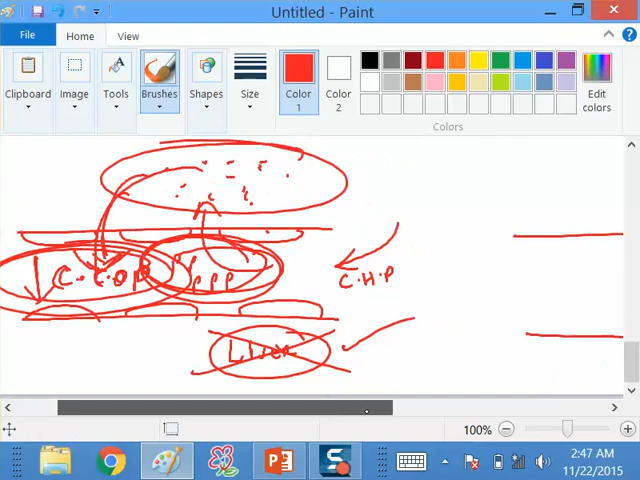 Untitled - Paint
File
Home
View
Clipboard
Image
Tools
Brushes
Shapes
Size
Color
1
Color
2
Edit
colors
Colors
C.COP
PPP
C.H.P
Liver
100%
2:47 AM
11/22/2015